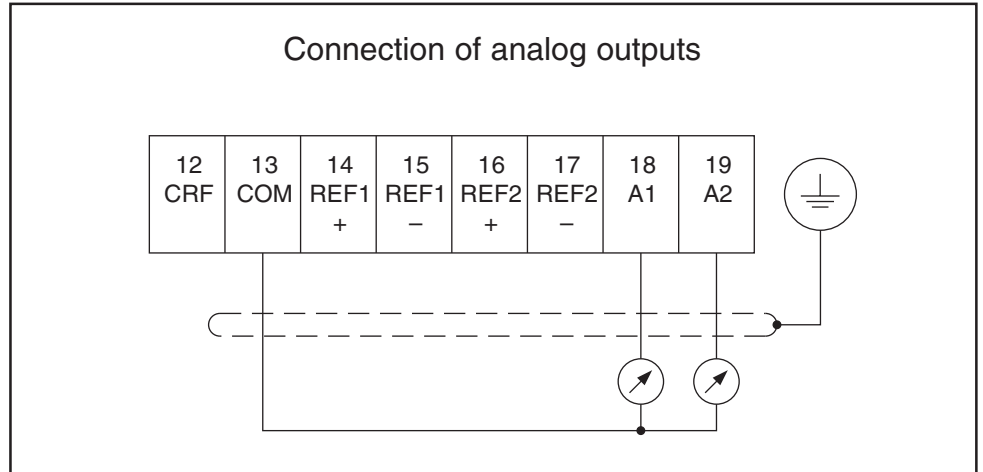 Connection of analog outputs
12 13 14 15 16 17 18 19
CRF COM REF1 REF1 REF2 REF2 A1 A2
+ – + –